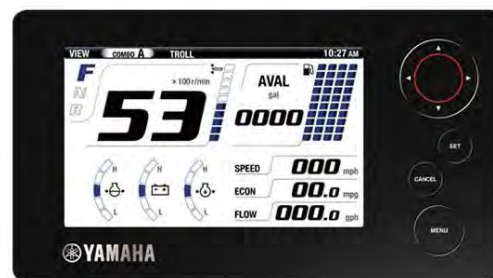 VIEW COMBO A TROLL 10:27 AM
F
N
R
×100r/min
53
AVAL
gal
0000
H H H
L L L
SPEED 000 mph
ECON 00.0 mpg
FLOW 000.0 gph
SET
CANCEL
MENU
YAMAHA